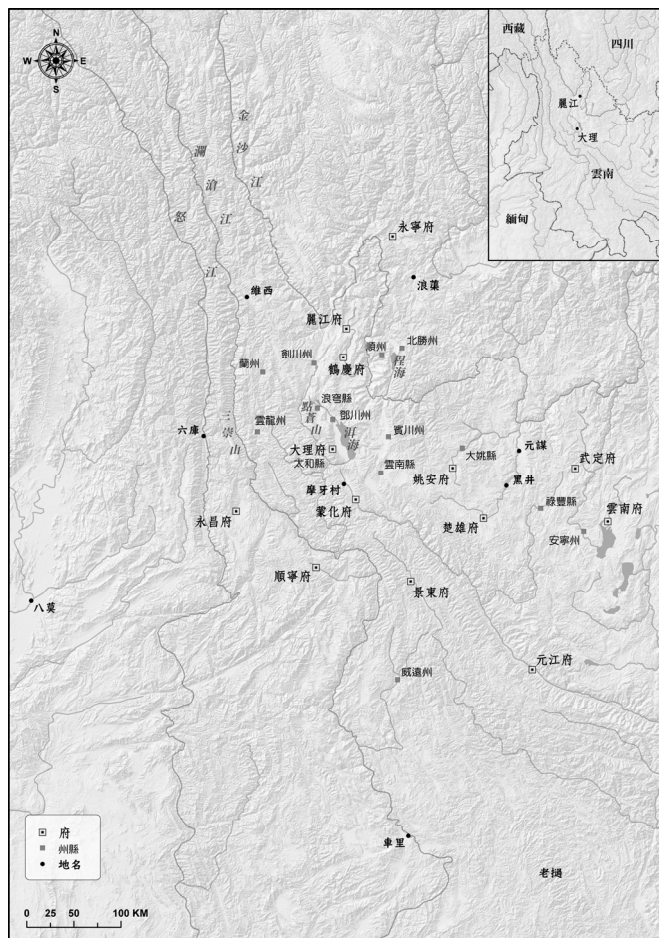 N
W
E
S
西藏
四川
麗江
大理
雲南
緬甸
金沙江
瀾滄江
怒江
永寧府
浪蕖
維西
麗江府
北勝州
順州
劍川州
鶴慶府
程海
蘭州
浪穹縣
點蒼山
鄧川州
洱海
三崇山
雲龍州
六庫
賓川州
大理府
太和縣
大姚縣
元謀
雲南縣
姚安府
武定府
摩牙村
黑井
蒙化府
永昌府
祿豐縣
雲南府
楚雄府
安寧州
順寧府
景東府
八莫
元江府
威遠州
車里
老撾
府
州縣
地名
0 25 50 100 KM